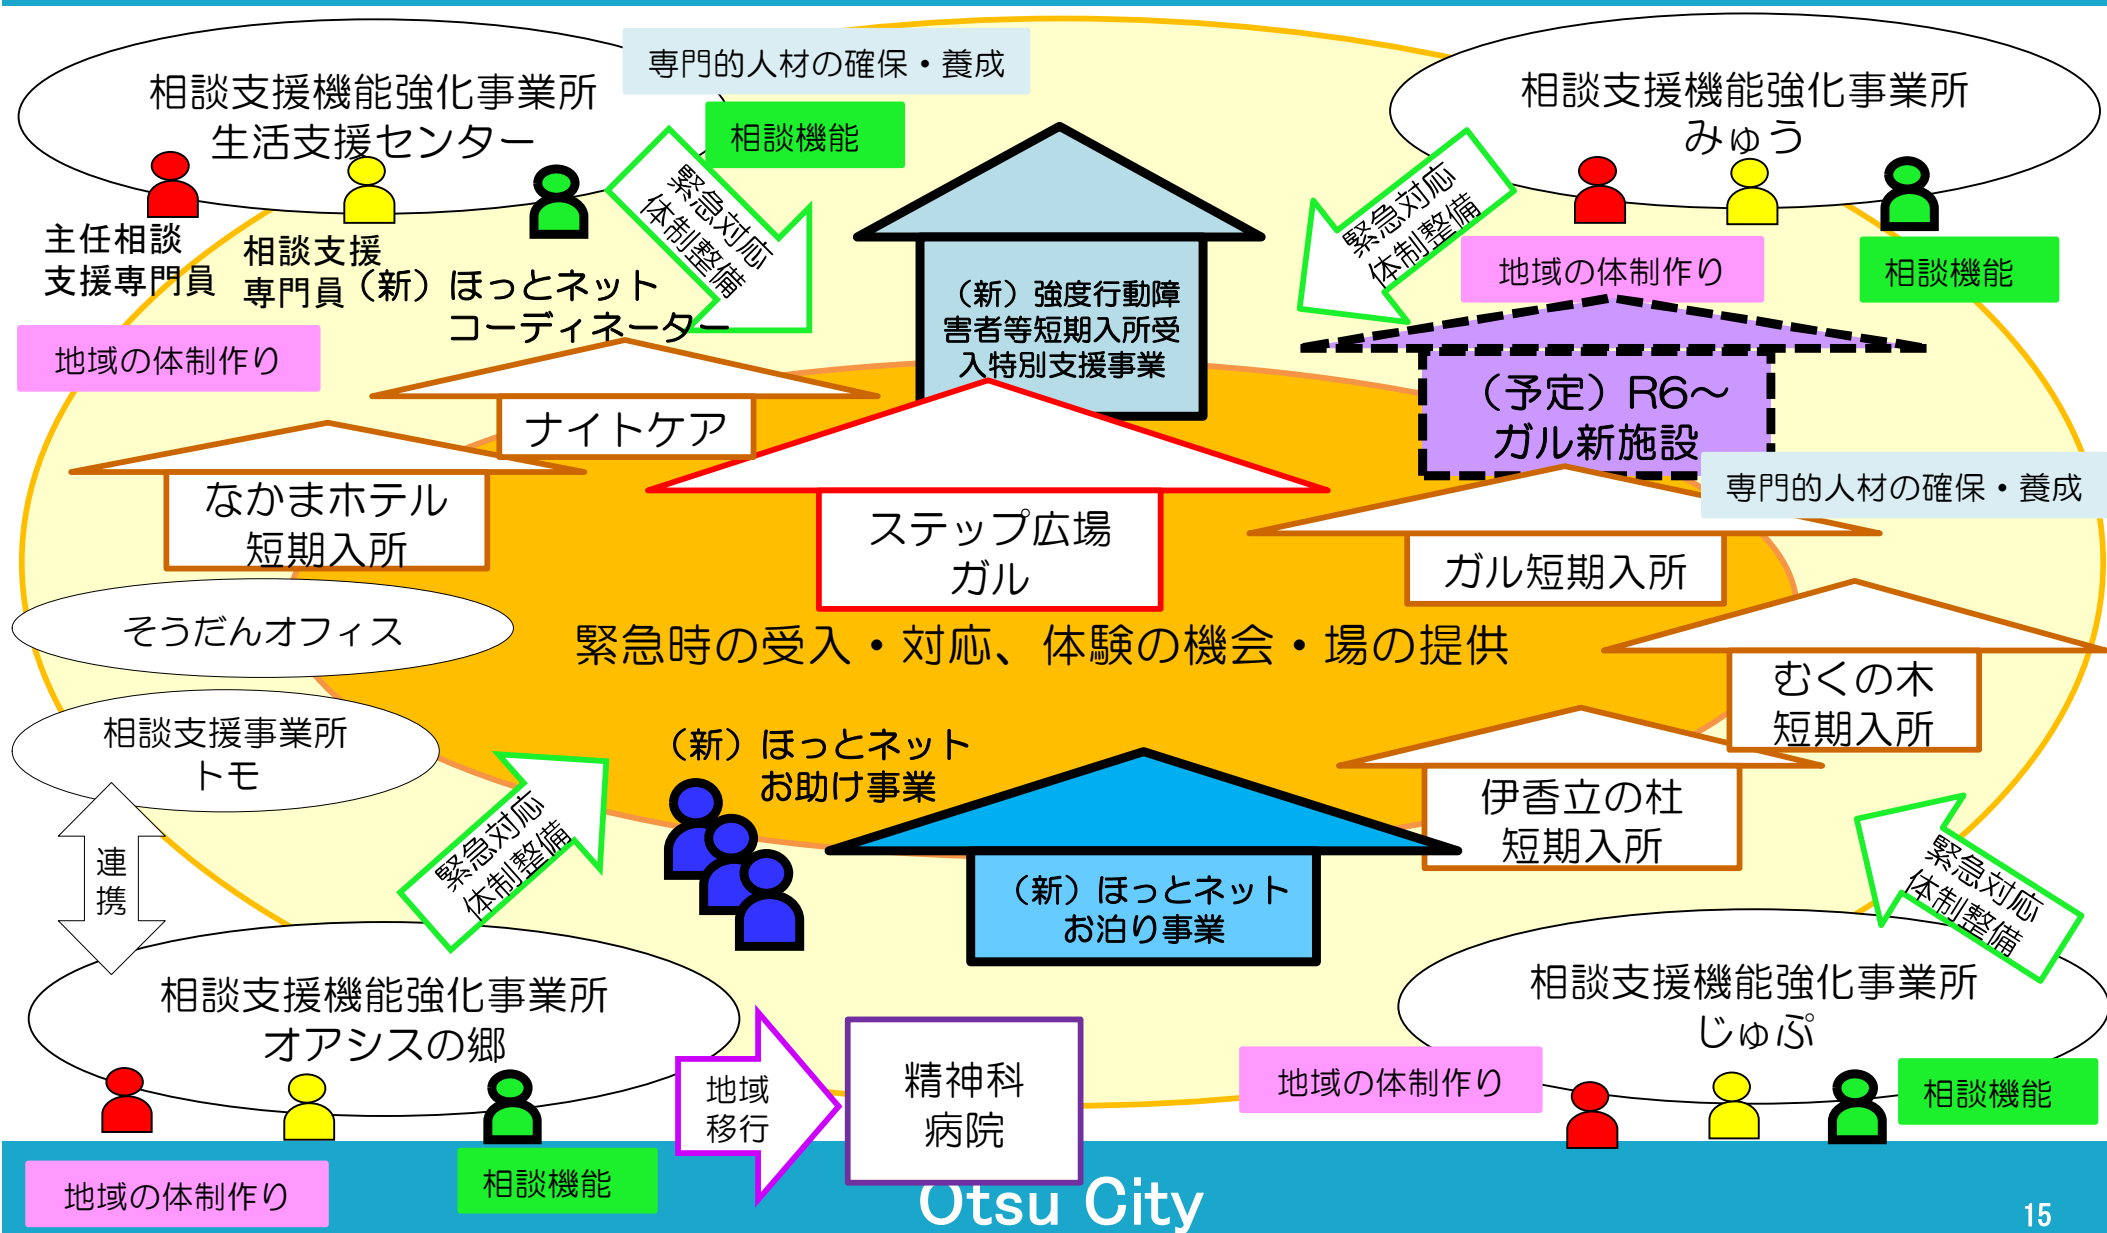 専門的人材の確保・養成
相談支援機能強化事業所
生活支援センター
相談機能
緊急対応
体制整備
主任相談
支援専門員
相談支援
専門員
（新）ほっとネット
コーディネーター
地域の体制作り
（新）強度行動障
害者等短期入所受
入特別支援事業
相談支援機能強化事業所
みゅう
緊急対応
体制整備
地域の体制作り
相談機能
（予定）R6～
ガル新施設
専門的人材の確保・養成
ナイトケア
なかまホテル
短期入所
ステップ広場
ガル
ガル短期入所
そうだんオフィス
緊急時の受入・対応、体験の機会・場の提供
むくの木
短期入所
相談支援事業所
トモ
（新）ほっとネット
お助け事業
伊香立の杜
短期入所
連
携
緊急対応
体制整備
（新）ほっとネット
お泊り事業
緊急対応
体制整備
相談支援機能強化事業所
オアシスの郷
相談支援機能強化事業所
じゅぷ
地域
移行
精神科
病院
地域の体制作り
相談機能
地域の体制作り
相談機能
Otsu City
15